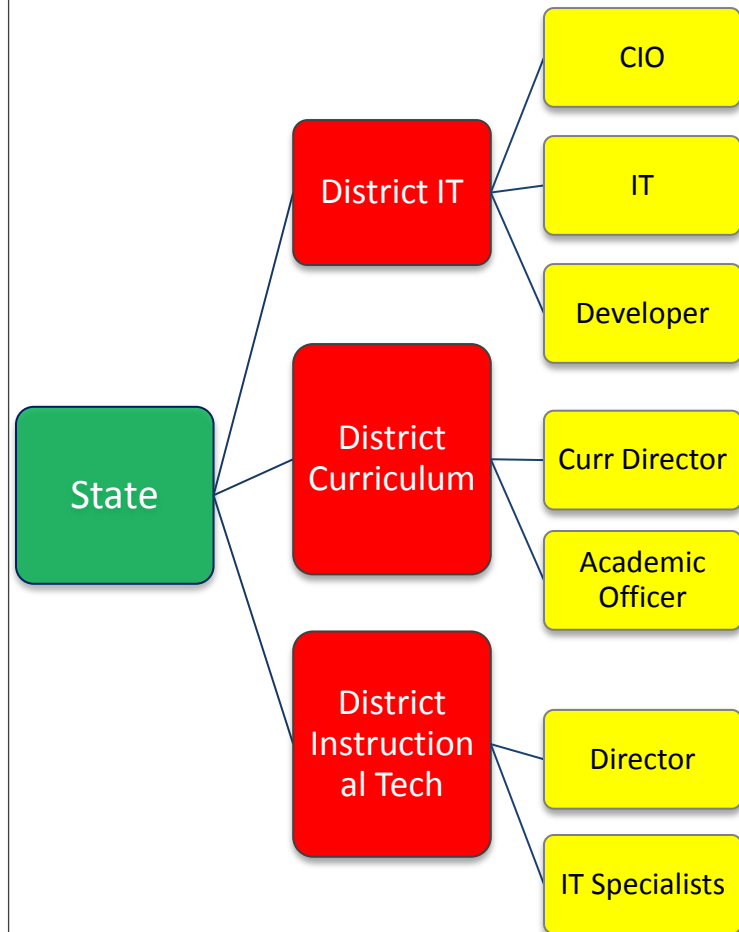 State
District IT
CIO
IT
Developer
District
Curriculum
Curr Director
Academic
Officer
District
Instruction
al Tech
Director
IT Specialists